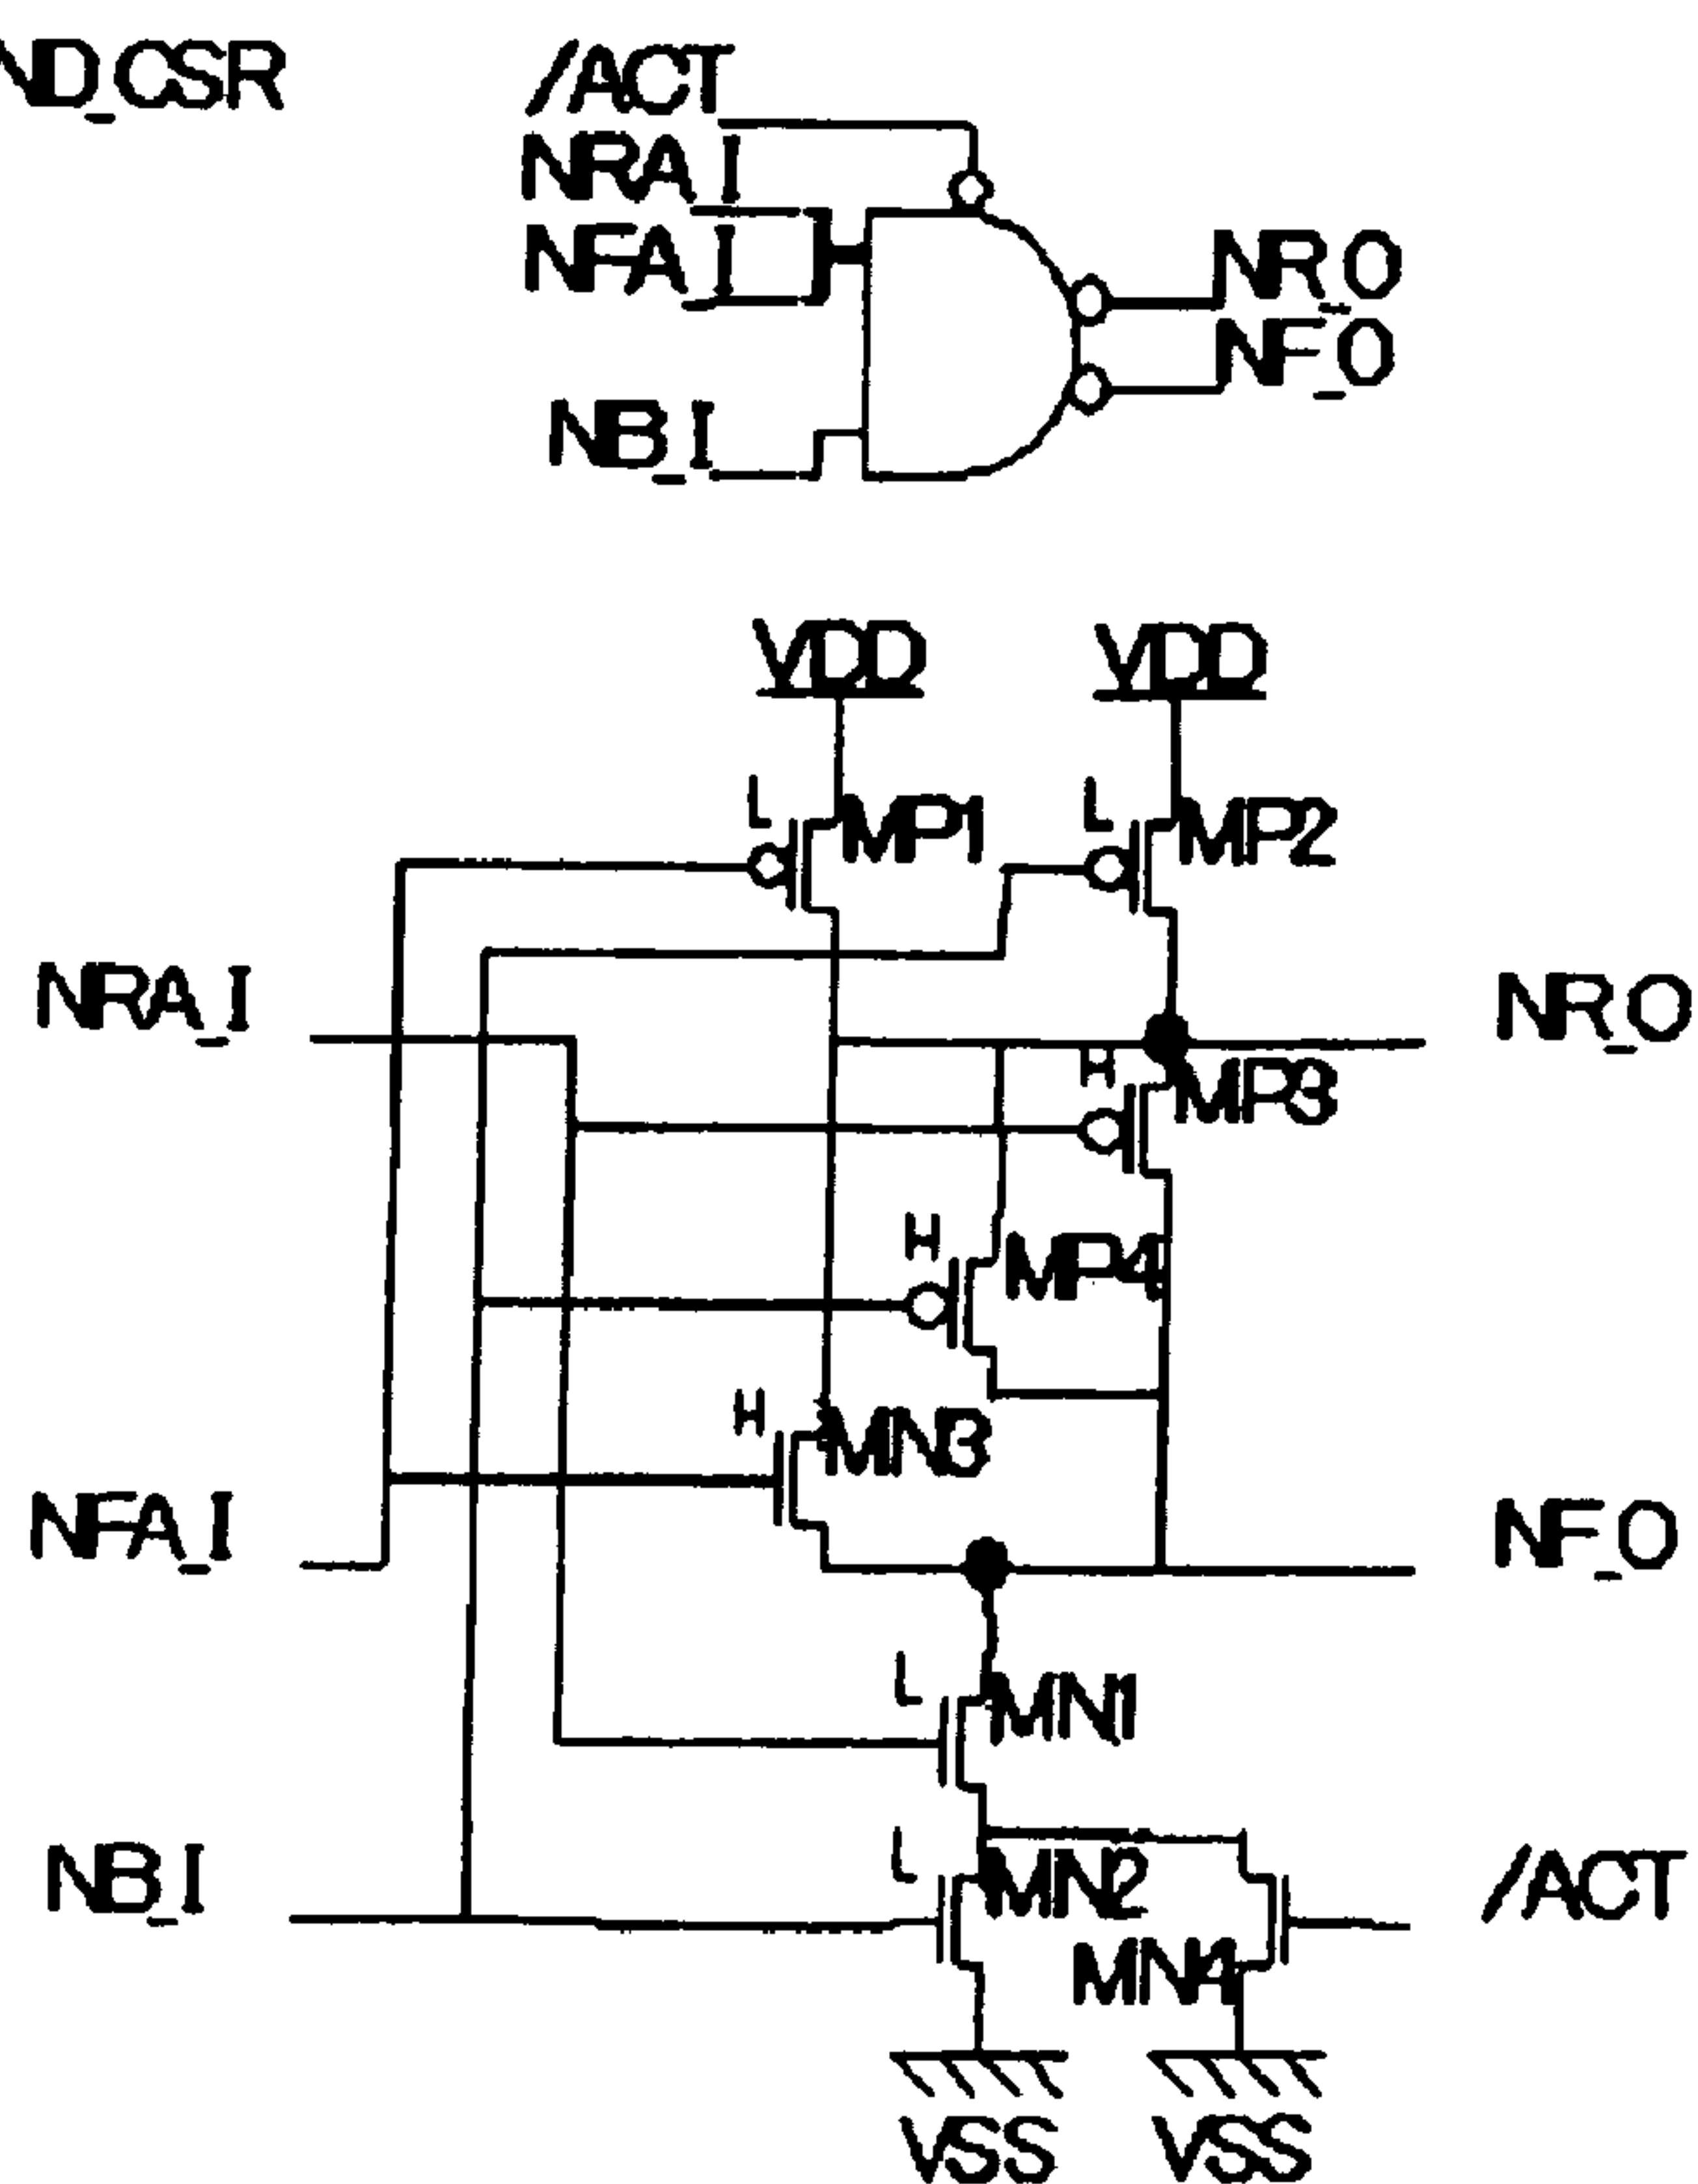 ND_CSR
/ACT
NRA_I
NFA_I
NR_O
NF_O
NB_I
VDD VDD
L MP1 L MP2
NRA_I NR_O
H MP3
H MP4
H MN3
NFA_I NF_O
L MN1
L MN2
NB_I /ACT
MN4
VSS VSS